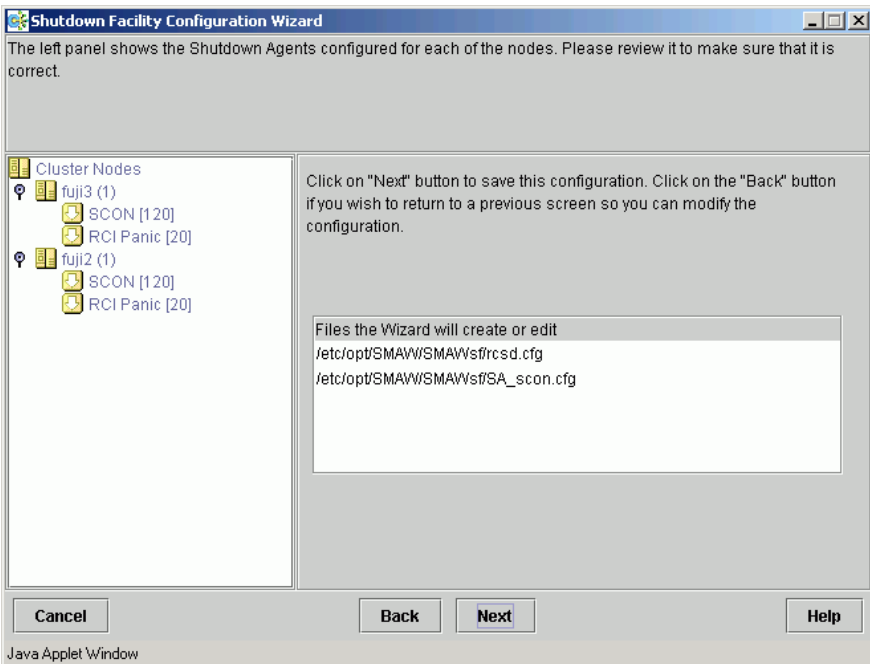 Shutdown Facility Configuration Wizard
The left panel shows the Shutdown Agents configured for each of the nodes. Please review it to make sure that it is
correct.
Cluster Nodes
fuji3 (1)
SCON [120]
RCI Panic [20]
fuji2 (1)
SCON [120]
RCI Panic [20]
Click on "Next" button to save this configuration. Click on the "Back" button
if you wish to return to a previous screen so you can modify the
configuration.
Files the Wizard will create or edit
/etc/opt/SMAW/SMAWsf/rcsd.cfg
/etc/opt/SMAW/SMAWsf/SA_scon.cfg
Cancel
Back
Next
Help
Java Applet Window